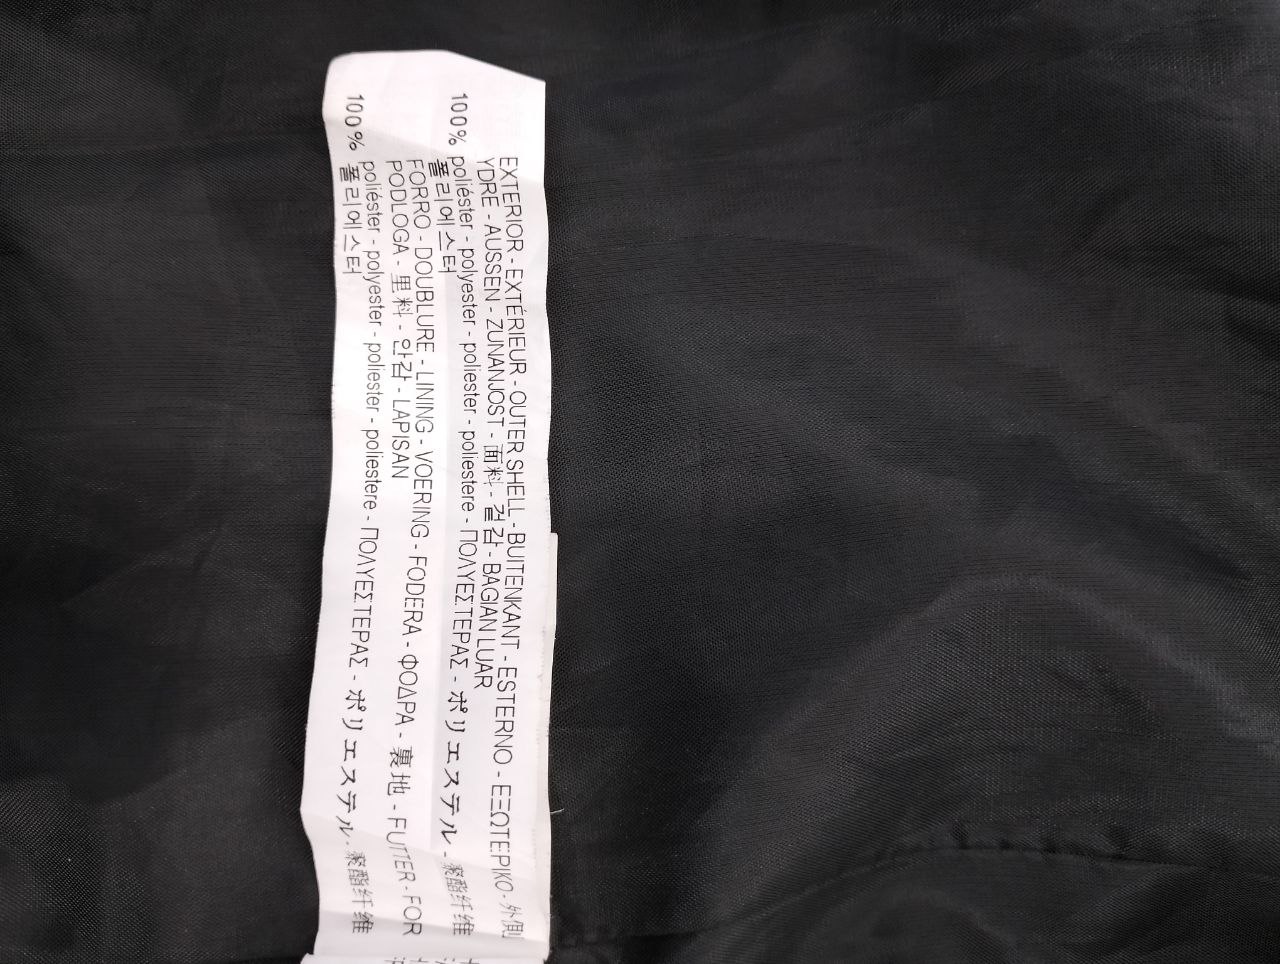 EXTERIOR - EXTÉRIEUR - OUTER SHELL - BUITENKANT - ESTERNO - ΕΞΩΤΕΡΙΚΟ - 外側
YDRE - AUSSEN - ZUNANJOST - 面料 - 겉감 - BAGIAN LUAR
100% poliéster - polyester - poliester - poliestere - ΠΟΛΥΕΣΤΕΡΑΣ - ポリエステル - 聚酯纤维
폴리에스터
FORRO - DOUBLURE - LINING - VOERING - FODERA - ΦΟΔΡΑ - 裏地 - FUTTER - FOR
PODLOGA - 里料 - 안감 - LAPISAN
100% poliéster - polyester - poliester - poliestere - ΠΟΛΥΕΣΤΕΡΑΣ - ポリエステル - 聚酯纤维
폴리에스터